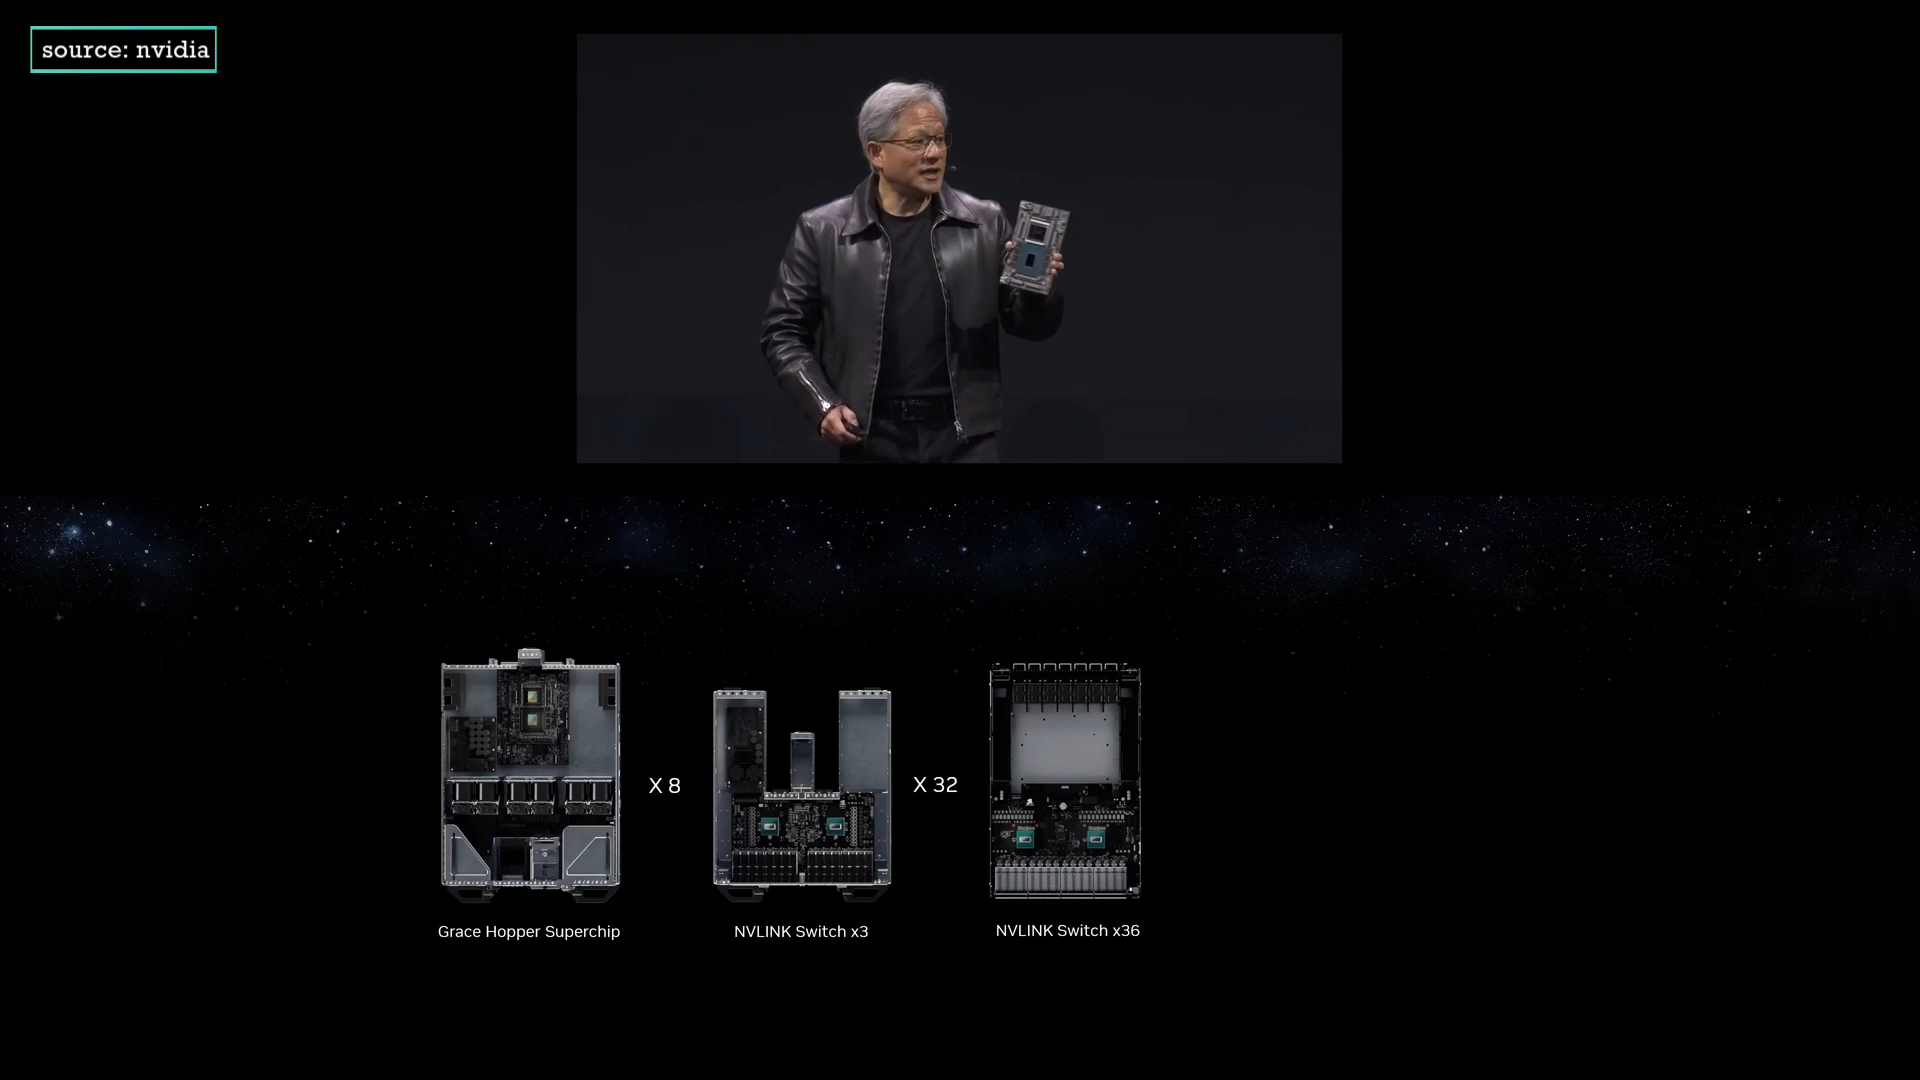 source: nvidia
X 8
X 32
Grace Hopper Superchip
NVLINK Switch x3
NVLINK Switch x36